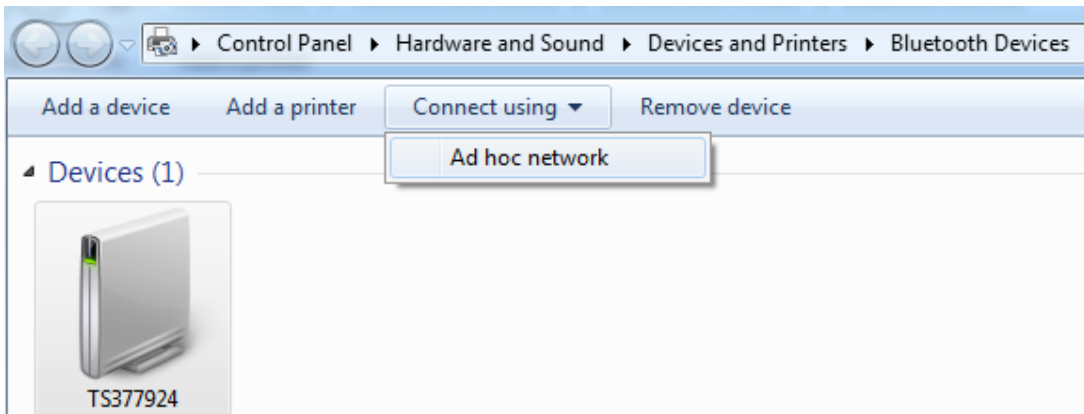 Control Panel Hardware and Sound Devices and Printers Bluetooth Devices
Add a device Add a printer Connect using Remove device
Ad hoc network
Devices (1)
TS377924